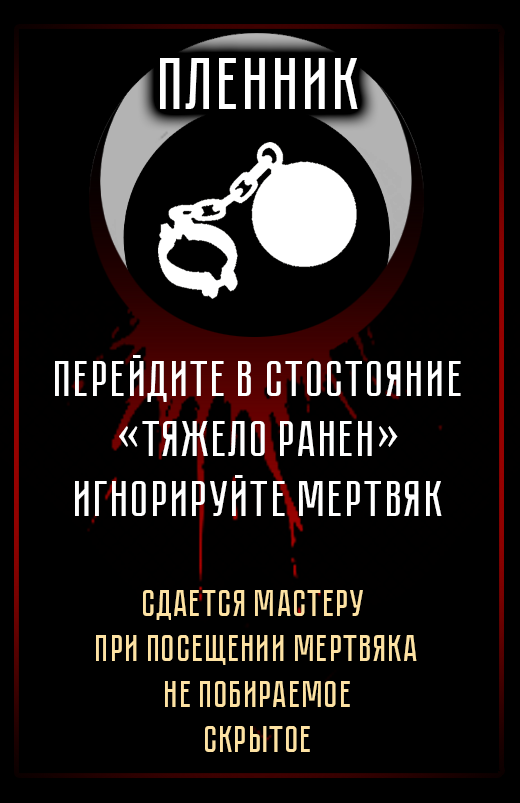 ПЛЕННИК
ПЕРЕЙДИТЕ В СТОСТОЯНИЕ
«ТЯЖЕЛО РАНЕН»
ИГНОРИРУЙТЕ МЕРТВЯК
СДАЕТСЯ МАСТЕРУ
ПРИ ПОСЕЩЕНИИ МЕРТВЯКА
НЕ ПОБИРАЕМОЕ
СКРЫТОЕ